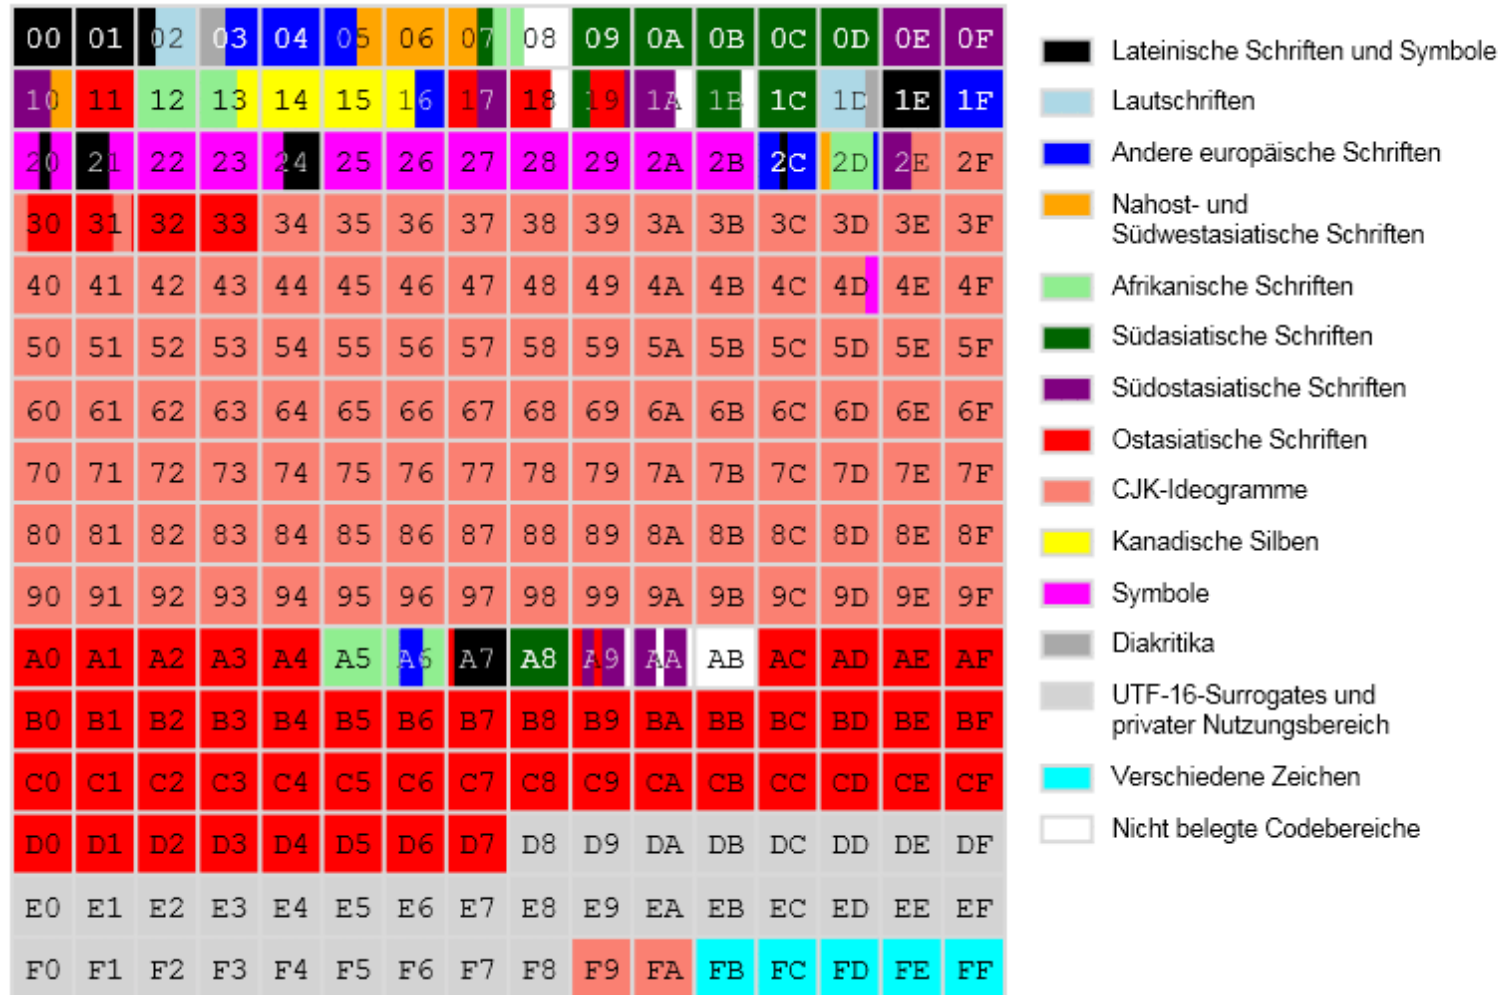 00 01 02 03 04 05 06 07 08 09 0A 0B 0C 0D 0E 0F
10 11 12 13 14 15 16 17 18 19 1A 1B 1C 1D 1E 1F
20 21 22 23 24 25 26 27 28 29 2A 2B 2C 2D 2E 2F
30 31 32 33 34 35 36 37 38 39 3A 3B 3C 3D 3E 3F
40 41 42 43 44 45 46 47 48 49 4A 4B 4C 4D 4E 4F
50 51 52 53 54 55 56 57 58 59 5A 5B 5C 5D 5E 5F
60 61 62 63 64 65 66 67 68 69 6A 6B 6C 6D 6E 6F
70 71 72 73 74 75 76 77 78 79 7A 7B 7C 7D 7E 7F
80 81 82 83 84 85 86 87 88 89 8A 8B 8C 8D 8E 8F
90 91 92 93 94 95 96 97 98 99 9A 9B 9C 9D 9E 9F
A0 A1 A2 A3 A4 A5 A6 A7 A8 A9 AA AB AC AD AE AF
B0 B1 B2 B3 B4 B5 B6 B7 B8 B9 BA BB BC BD BE BF
C0 C1 C2 C3 C4 C5 C6 C7 C8 C9 CA CB CC CD CE CF
D0 D1 D2 D3 D4 D5 D6 D7 D8 D9 DA DB DC DD DE DF
E0 E1 E2 E3 E4 E5 E6 E7 E8 E9 EA EB EC ED EE EF
F0 F1 F2 F3 F4 F5 F6 F7 F8 F9 FA FB FC FD FE FF
Lateinische Schriften und Symbole
Lautschriften
Andere europäische Schriften
Nahost- und
Südwestasiatische Schriften
Afrikanische Schriften
Südasiatische Schriften
Südostasiatische Schriften
Ostasiatische Schriften
CJK-Ideogramme
Kanadische Silben
Symbole
Diakritika
UTF-16-Surrogates und
privater Nutzungsbereich
Verschiedene Zeichen
Nicht belegte Codebereiche